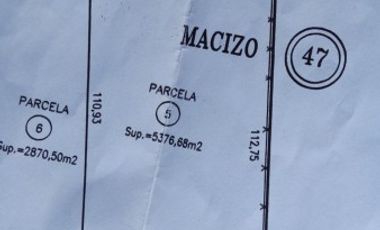 MACIZO 47
PARCELA
5
Sup.=5376,68m2
PARCELA
6
Sup.=2870,50m2
110,93
112,75